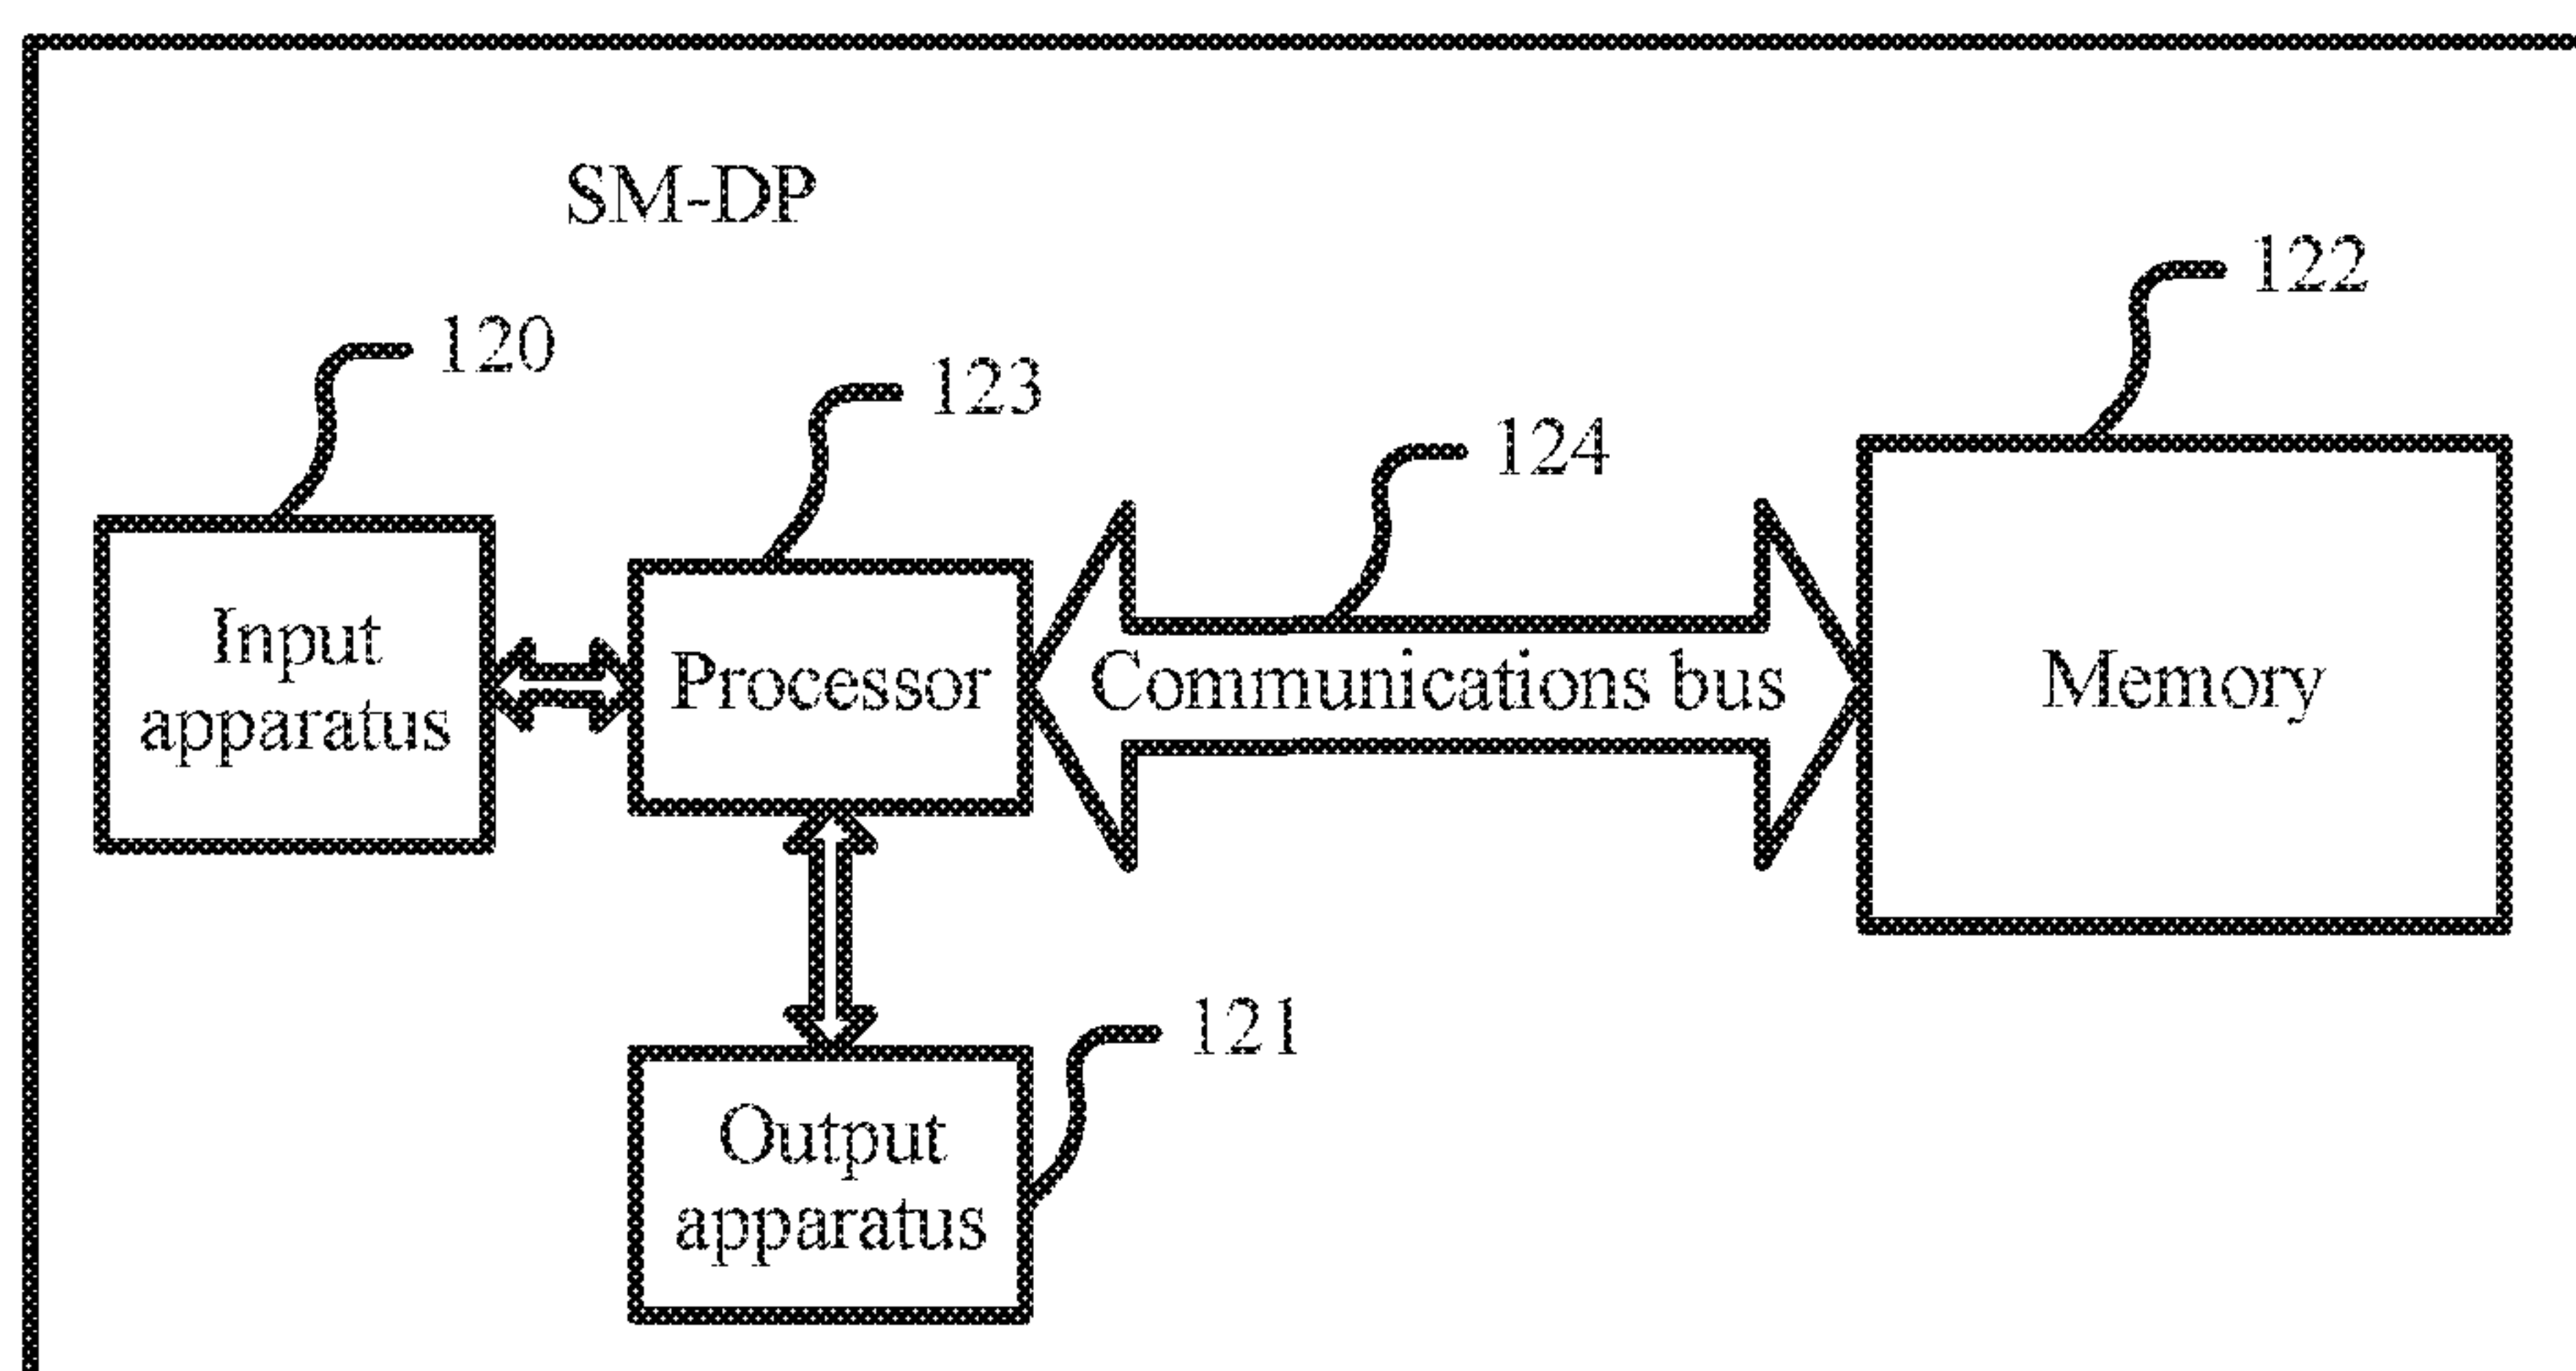 SM-DP
122
120
123
124
Input
apparatus
Processor
Communications bus
Memory
121
Output
apparatus